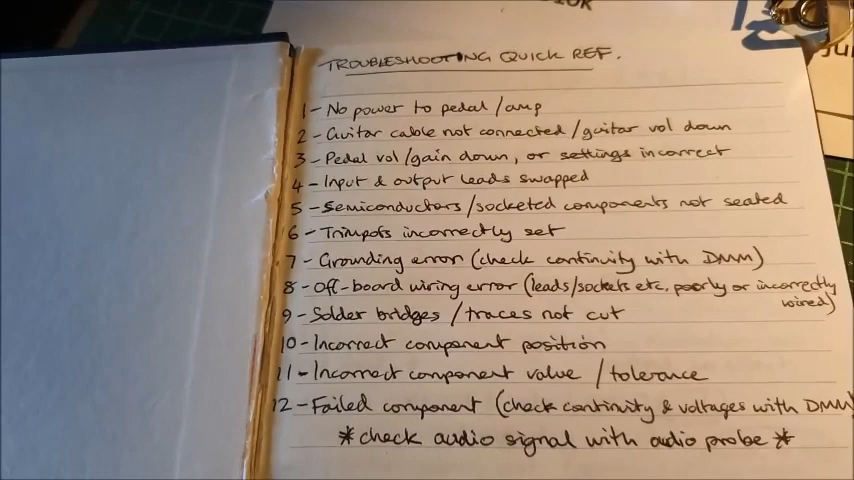 TROUBLESHOOTING QUICK REF.
1 - No power to pedal/amp
2 - Guitar cable not connected/guitar vol down
3 - Pedal vol/gain down, or settings incorrect
4 - Input & output leads swapped
5 - Semiconductors/socketed components not seated
6 - Trimpots incorrectly set
7 - Grounding error (check continuity with DMM)
8 - Off-board wiring error (leads/sockets etc. poorly or incorrectly
wired)
9 - Solder bridges/traces not cut
10 - Incorrect component position
11 - Incorrect component value/tolerance
12 - Failed component (check continuity & voltages with DMM)
*check audio signal with audio probe*